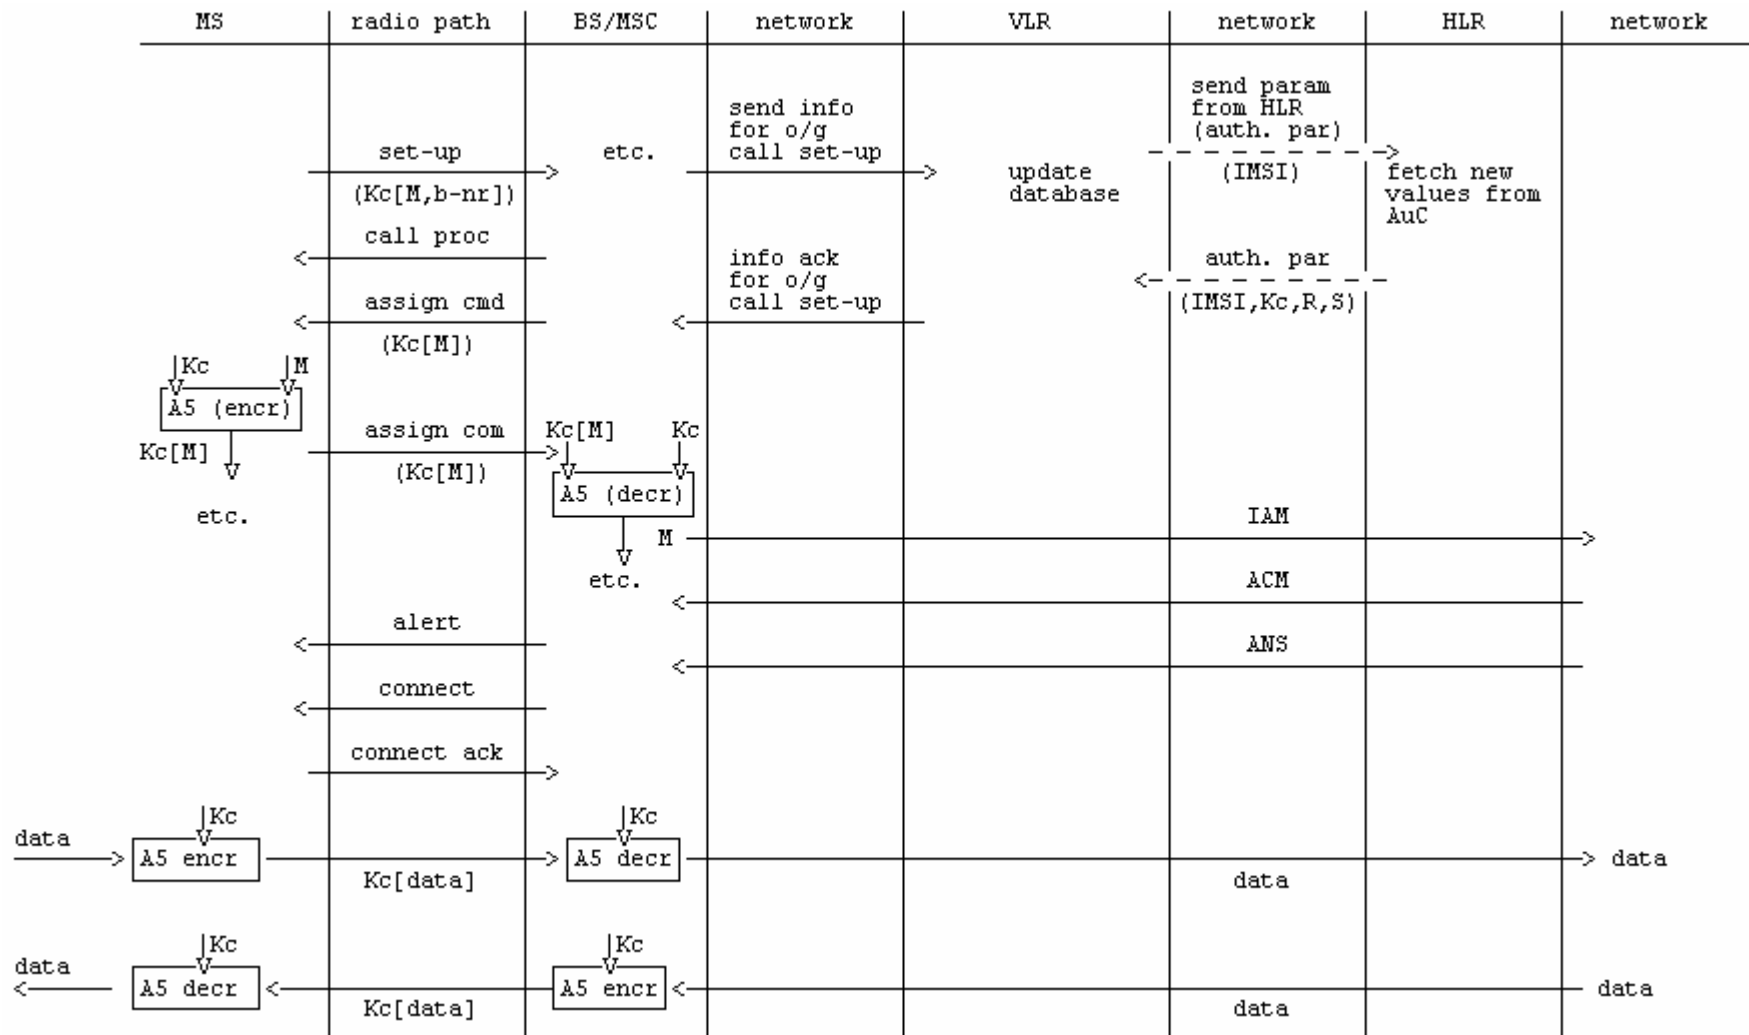 MS radio path BS/MSC network VLR network HLR network
send param
send info from HLR
for o/g (auth. par)
set-up etc. call set-up
update (IMSI) fetch new
(Kc[M,b-nr]) database values from
AuC
call proc
info ack auth. par
for o/g
assign cmd call set-up (IMSI,Kc,R,S)
(Kc[M])
Kc M
A5 (encr)
assign com Kc[M] Kc
Kc[M]
(Kc[M])
A5 (decr)
etc. IAM
M
etc. ACM
alert
ANS
connect
connect ack
Kc Kc
data
A5 encr A5 decr data
Kc[data] data
Kc Kc
data
A5 decr A5 encr data
Kc[data] data